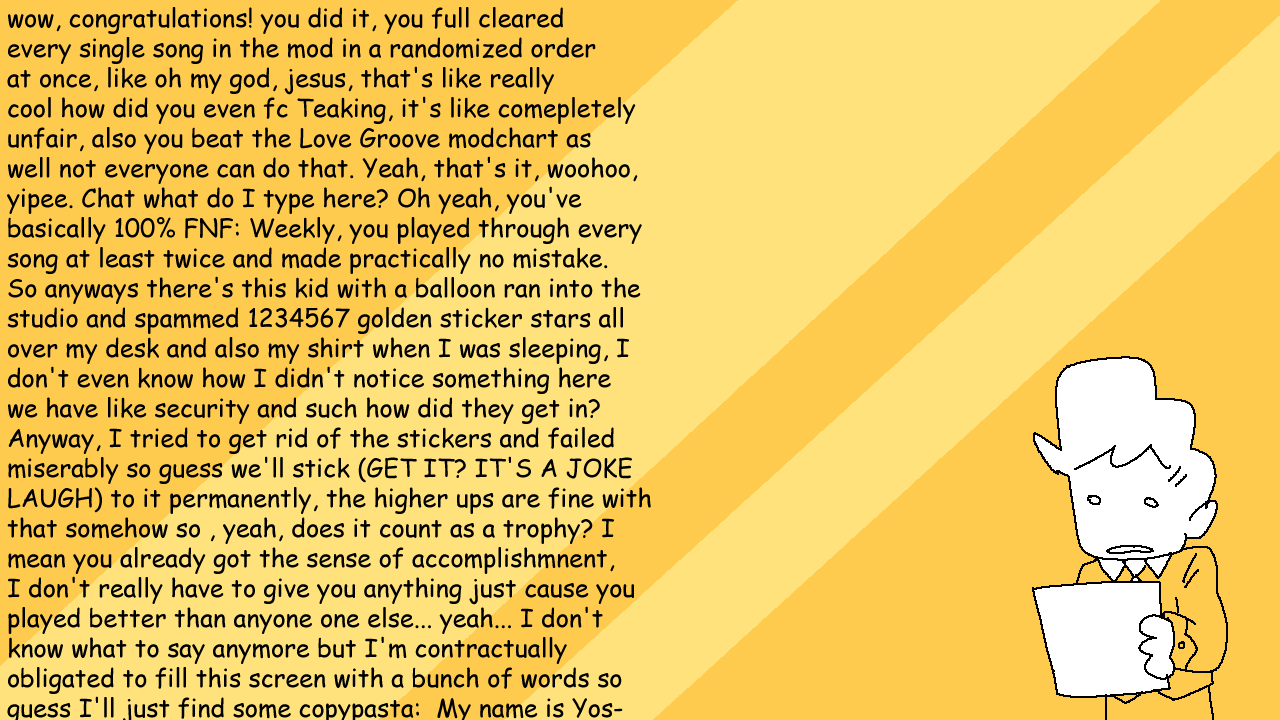 wow, congratulations! you did it, you full cleared
every single song in the mod in a randomized order
at once, like oh my god, jesus, that's like really
cool how did you even fc Teaking, it's like comepletely
unfair, also you beat the Love Groove modchart as
well not everyone can do that. Yeah, that's it, woohoo,
yipee. Chat what do I type here? Oh yeah, you've
basically 100% FNF: Weekly, you played through every
song at least twice and made practically no mistake.
So anyways there's this kid with a balloon ran into the
studio and spammed 1234567 golden sticker stars all
over my desk and also my shirt when I was sleeping, I
don't even know how I didn't notice something here
we have like security and such how did they get in?
Anyway, I tried to get rid of the stickers and failed
miserably so guess we'll stick (GET IT? IT'S A JOKE
LAUGH) to it permanently, the higher ups are fine with
that somehow so , yeah, does it count as a trophy? I
mean you already got the sense of accomplishmnent,
I don't really have to give you anything just cause you
played better than anyone one else... yeah... I don't
know what to say anymore but I'm contractually
obligated to fill this screen with a bunch of words so
guess I'll just find some copypasta:  My name is Yos-